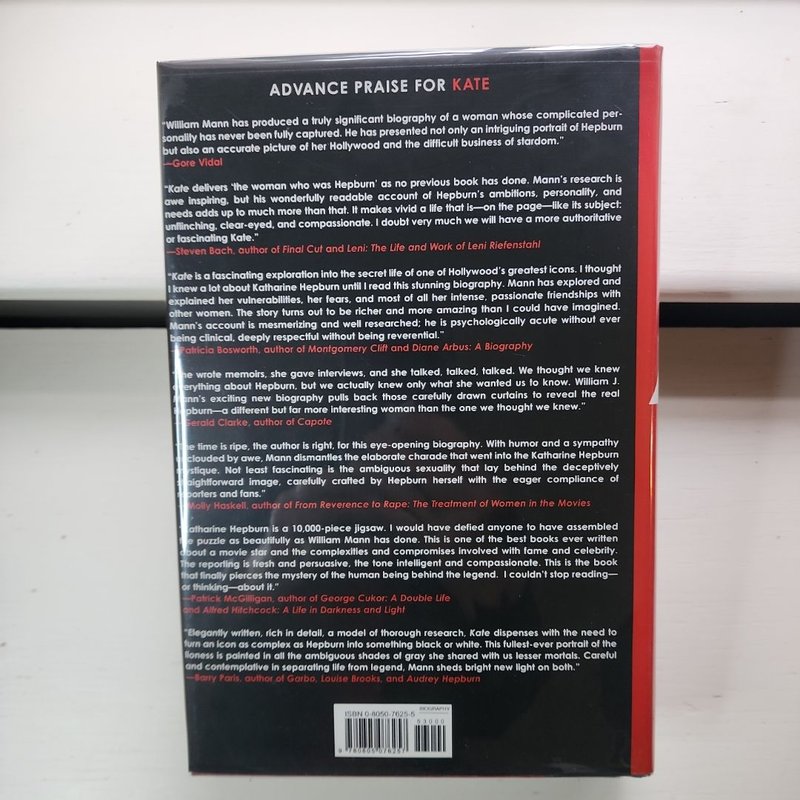 ADVANCE PRAISE FOR KATE
"William Mann has produced a truly significant biography of a woman whose complicated per-
sonality has never been fully captured. He has presented not only an intriguing portrait of Hepburn
but also an accurate picture of her Hollywood and the difficult business of stardom."
—Gore Vidal
"Kate delivers 'the woman who was Hepburn' as no previous book has done. Mann's research is
awe inspiring, but his wonderfully readable account of Hepburn's ambitions, personality, and
needs adds up to much more than that. It makes vivid a life that is—on the page—like its subject:
unflinching, clear-eyed, and compassionate. I doubt very much we will have a more authoritative
or fascinating Kate."
—Steven Bach, author of Final Cut and Leni: The Life and Work of Leni Riefenstahl
"Kate is a fascinating exploration into the secret life of one of Hollywood's greatest icons. I thought
I knew a lot about Katharine Hepburn until I read this stunning biography. Mann has explored and
explained her vulnerabilities, her fears, and most of all her intense, passionate friendships with
other women. The story turns out to be richer and more amazing than I could have imagined.
Mann's account is mesmerizing and well researched; he is psychologically acute without ever
being clinical, deeply respectful without being reverential."
—Patricia Bosworth, author of Montgomery Clift and Diane Arbus: A Biography
"She wrote memoirs, she gave interviews, and she talked, talked, talked. We thought we knew
everything about Hepburn, but we actually knew only what she wanted us to know. William J.
Mann's exciting new biography pulls back those carefully drawn curtains to reveal the real
Hepburn—a different but far more interesting woman than the one we thought we knew."
—Gerald Clarke, author of Capote
"The time is ripe, the author is right, for this eye-opening biography. With humor and a sympathy
unclouded by awe, Mann dismantles the elaborate charade that went into the Katharine Hepburn
mystique. Not least fascinating is the ambiguous sexuality that lay behind the deceptively
straightforward image, carefully crafted by Hepburn herself with the eager compliance of
reporters and fans."
—Molly Haskell, author of From Reverence to Rape: The Treatment of Women in the Movies
"Katharine Hepburn is a 10,000-piece jigsaw. I would have defied anyone to have assembled
the puzzle as beautifully as William Mann has done. This is one of the best books ever written
about a movie star and the complexities and compromises involved with fame and celebrity.
The reporting is fresh and persuasive, the tone intelligent and compassionate. This is the book
that finally pierces the mystery of the human being behind the legend. I couldn't stop reading—
or thinking—about it."
—Patrick McGilligan, author of George Cukor: A Double Life
and Alfred Hitchcock: A Life in Darkness and Light
"Elegantly written, rich in detail, a model of thorough research, Kate dispenses with the need to
turn an icon as complex as Hepburn into something black or white. This fullest-ever portrait of the
lioness is painted in all the ambiguous shades of gray she shared with us lesser mortals. Careful
and contemplative in separating life from legend, Mann sheds bright new light on both."
—Barry Paris, author of Garbo, Louise Brooks, and Audrey Hepburn
BIOGRAPHY
ISBN 0-8050-7625-5
53000
9 780805 076257